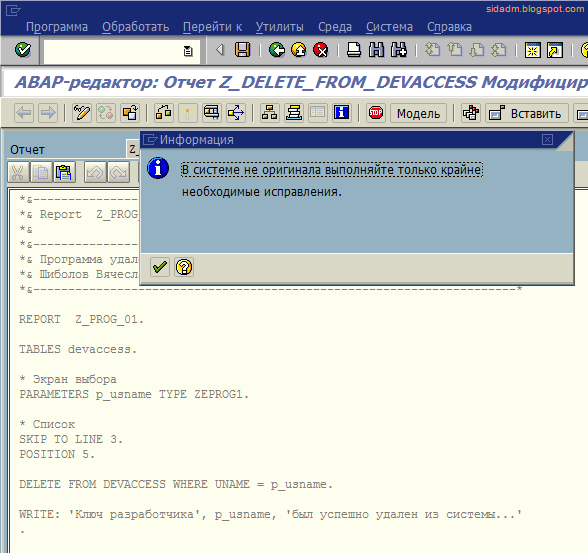 sidadm.blogspot.com
Программа Обработать Перейти к Утилиты Среда Система Справка
ABAP-редактор: Отчет Z_DELETE_FROM_DEVACCESS Модифицир
Модель Вставить
Отчет Z_
Информация
В системе не оригинала выполняйте только крайне
необходимые исправления.
*&---------------------------------------------------------------------*
*& Report Z_PROG_
*&
*&---------------------------------------------------------------------*
*& Программа удал
*& Шиболов Вячесл
*&---------------------------------------------------------------------*
REPORT Z_PROG_01.
TABLES devaccess.
* Экран выбора
PARAMETERS p_usname TYPE ZEPROG1.
* Список
SKIP TO LINE 3.
POSITION 5.
DELETE FROM DEVACCESS WHERE UNAME = p_usname.
WRITE: 'Ключ разработчика', p_usname, 'был успешно удален из системы...'
.